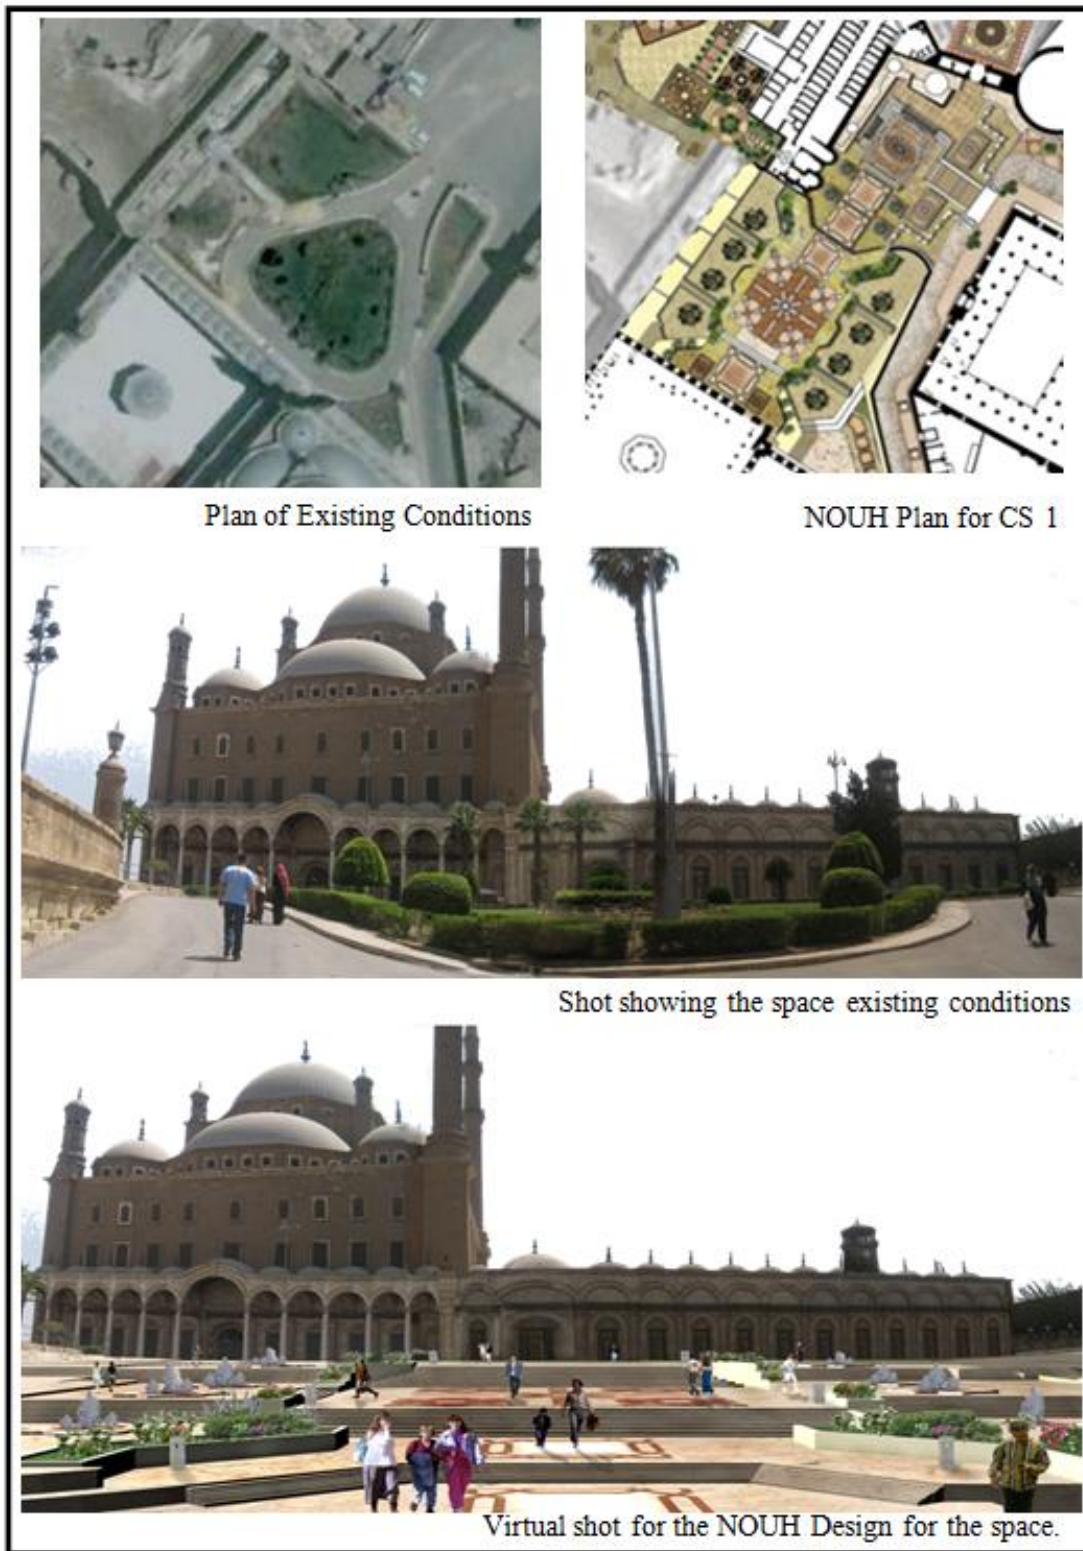 Plan of Existing Conditions
NOUH Plan for CS 1
Shot showing the space existing conditions
Virtual shot for the NOUH Design for the space.